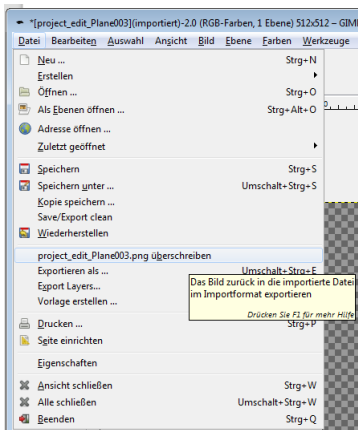 *[project_edit_Plane003](importiert)-2.0 (RGB-Farben, 1 Ebene) 512x512 – GIM
Datei Bearbeiten Auswahl Ansicht Bild Ebene Farben Werkzeuge
Neu ... Strg+N
Erstellen
Öffnen ... Strg+O
Als Ebenen öffnen ... Strg+Alt+O
Adresse öffnen ...
Zuletzt geöffnet
Speichern Strg+S
Speichern unter ... Umschalt+Strg+S
Kopie speichern ...
Save/Export clean
Wiederherstellen
project_edit_Plane003.png überschreiben
Exportieren als ... Umschalt+Strg+E
Export Layers...
Vorlage erstellen ...
Das Bild zurück in die importierte Datei
im Importformat exportieren
Drücken Sie F1 für mehr Hilfe
Drucken ... Strg+P
Seite einrichten
Eigenschaften
Ansicht schließen Strg+W
Alle schließen Umschalt+Strg+W
Beenden Strg+Q